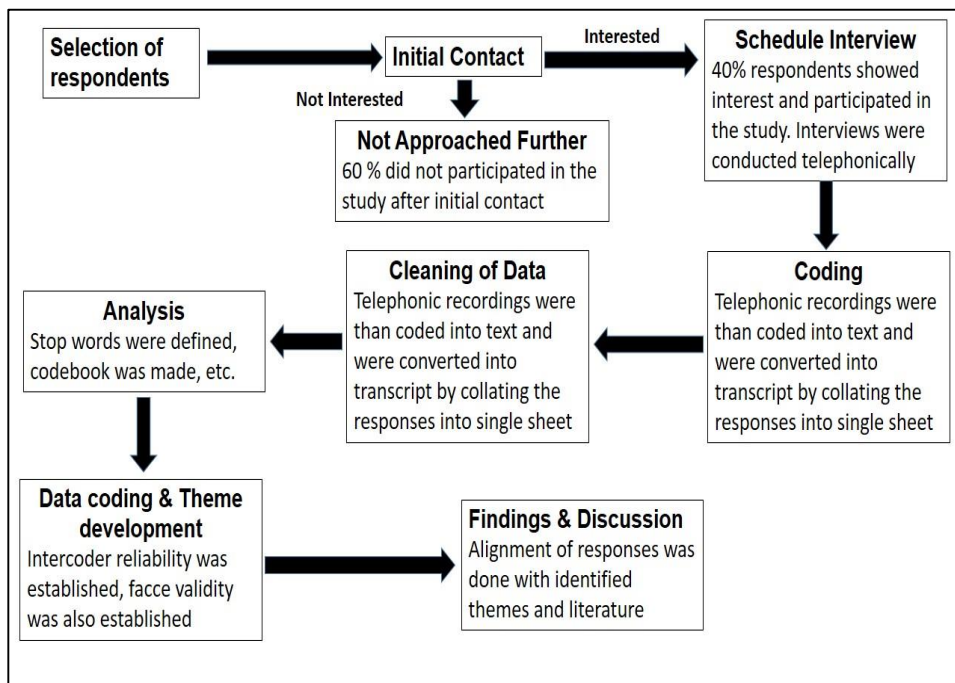 Selection of
respondents
Initial Contact
Interested
Schedule Interview
40% respondents showed
interest and participated in
the study. Interviews were
conducted telephonically
Not Interested
Not Approached Further
60 % did not participated in the
study after initial contact
Coding
Telephonic recordings were
than coded into text and
were converted into
transcript by collating the
responses into single sheet
Cleaning of Data
Telephonic recordings were
than coded into text and
were converted into
transcript by collating the
responses into single sheet
Analysis
Stop words were defined,
codebook was made, etc.
Data coding & Theme
development
Intercoder reliability was
established, facce validity
was also established
Findings & Discussion
Alignment of responses was
done with identified
themes and literature